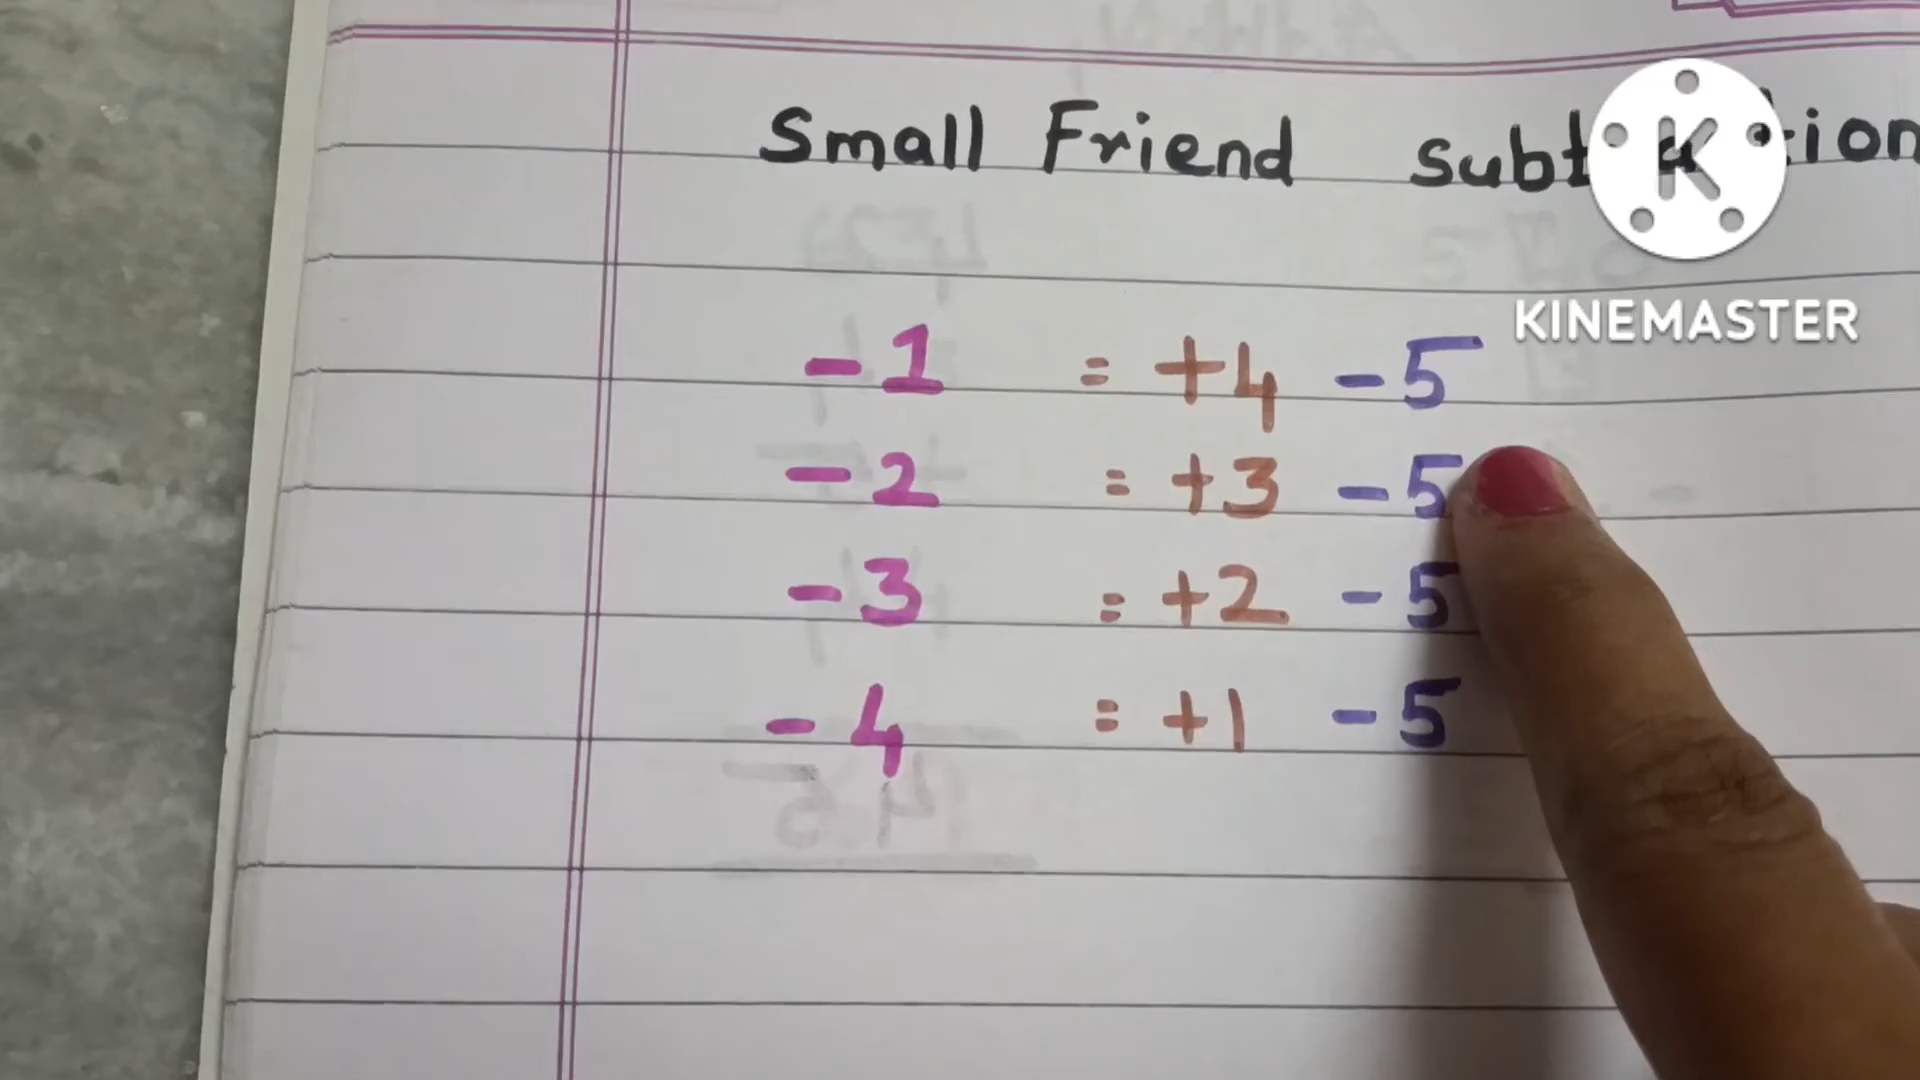 Small Friend
KINEMASTER
-1 = +4 -5
-2 = +3 -5
-3 = +2 -5
-4 = +1 -5